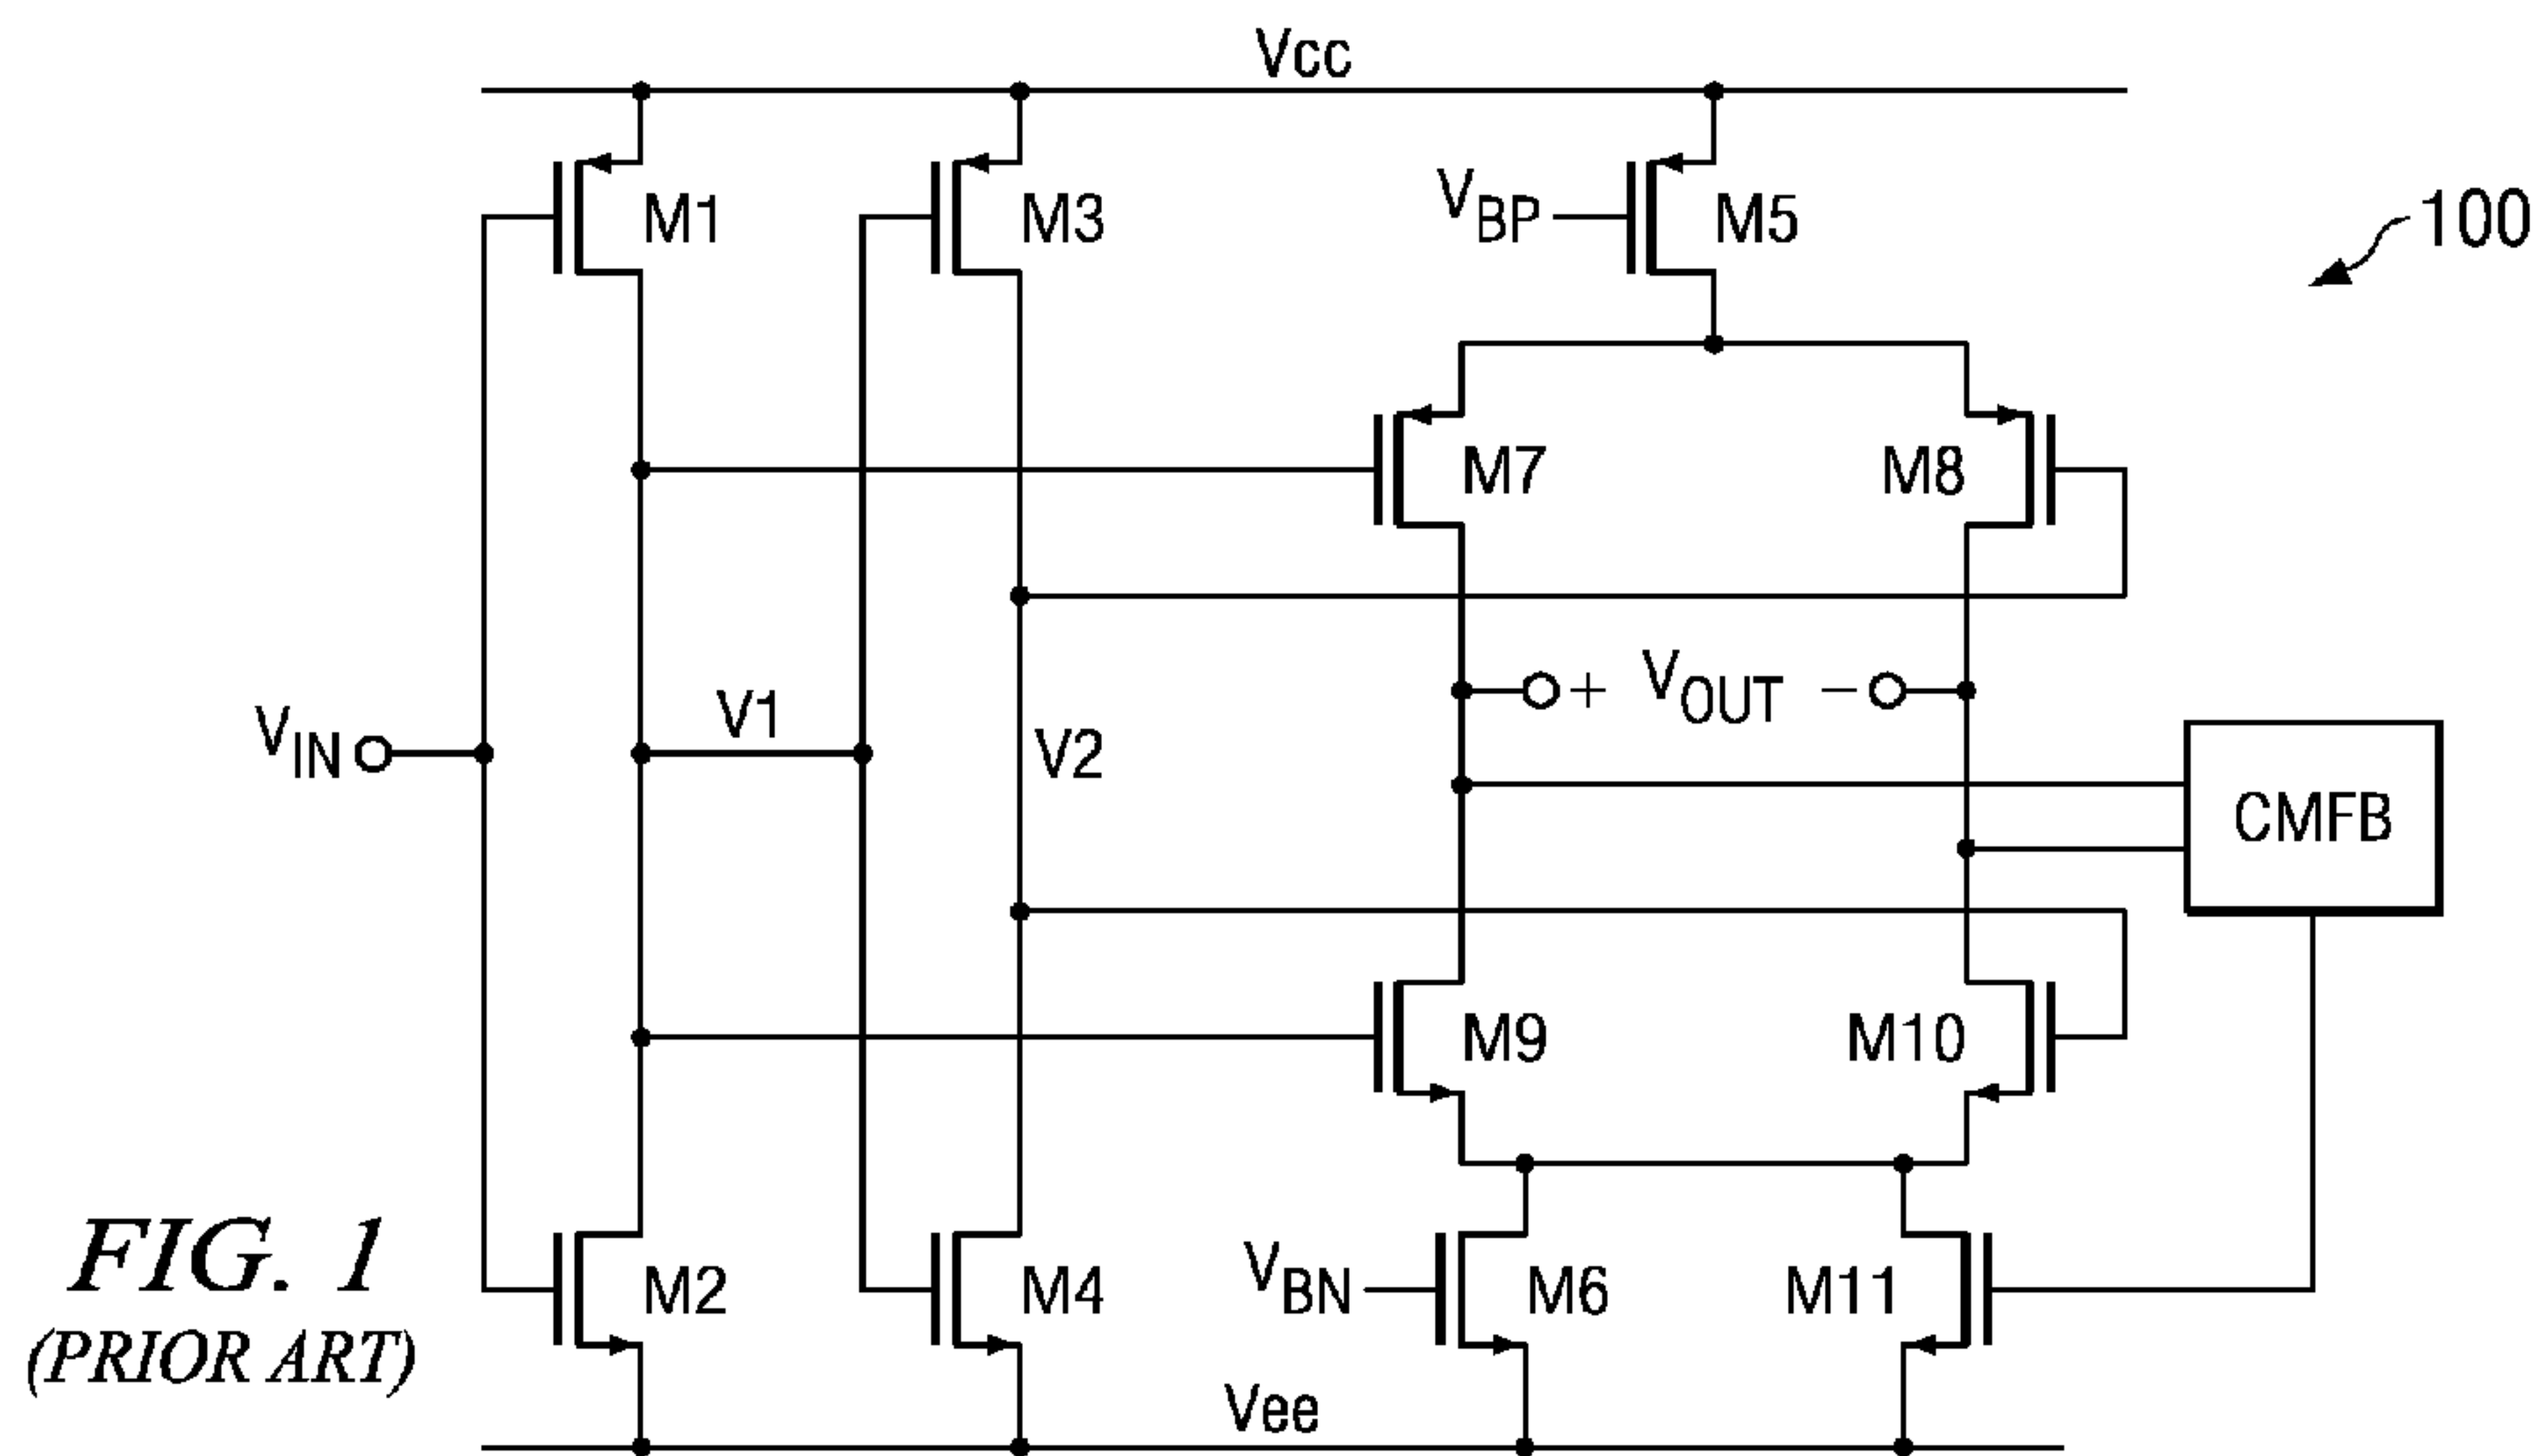 Vcc
M1
M3
VBP
M5
100
M7
M8
VIN
V1
V2
+ VOUT −
CMFB
M9
M10
M2
M4
VBN
M6
M11
Vee
FIG. 1
(PRIOR ART)